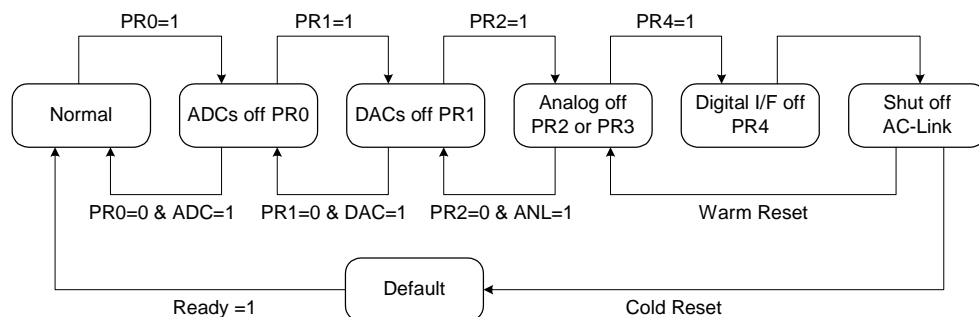 PR0=1
PR1=1
PR2=1
PR4=1
Normal
ADCs off PR0
DACs off PR1
Analog off
PR2 or PR3
Digital I/F off
PR4
Shut off
AC-Link
PR0=0 & ADC=1
PR1=0 & DAC=1
PR2=0 & ANL=1
Warm Reset
Default
Ready =1
Cold Reset